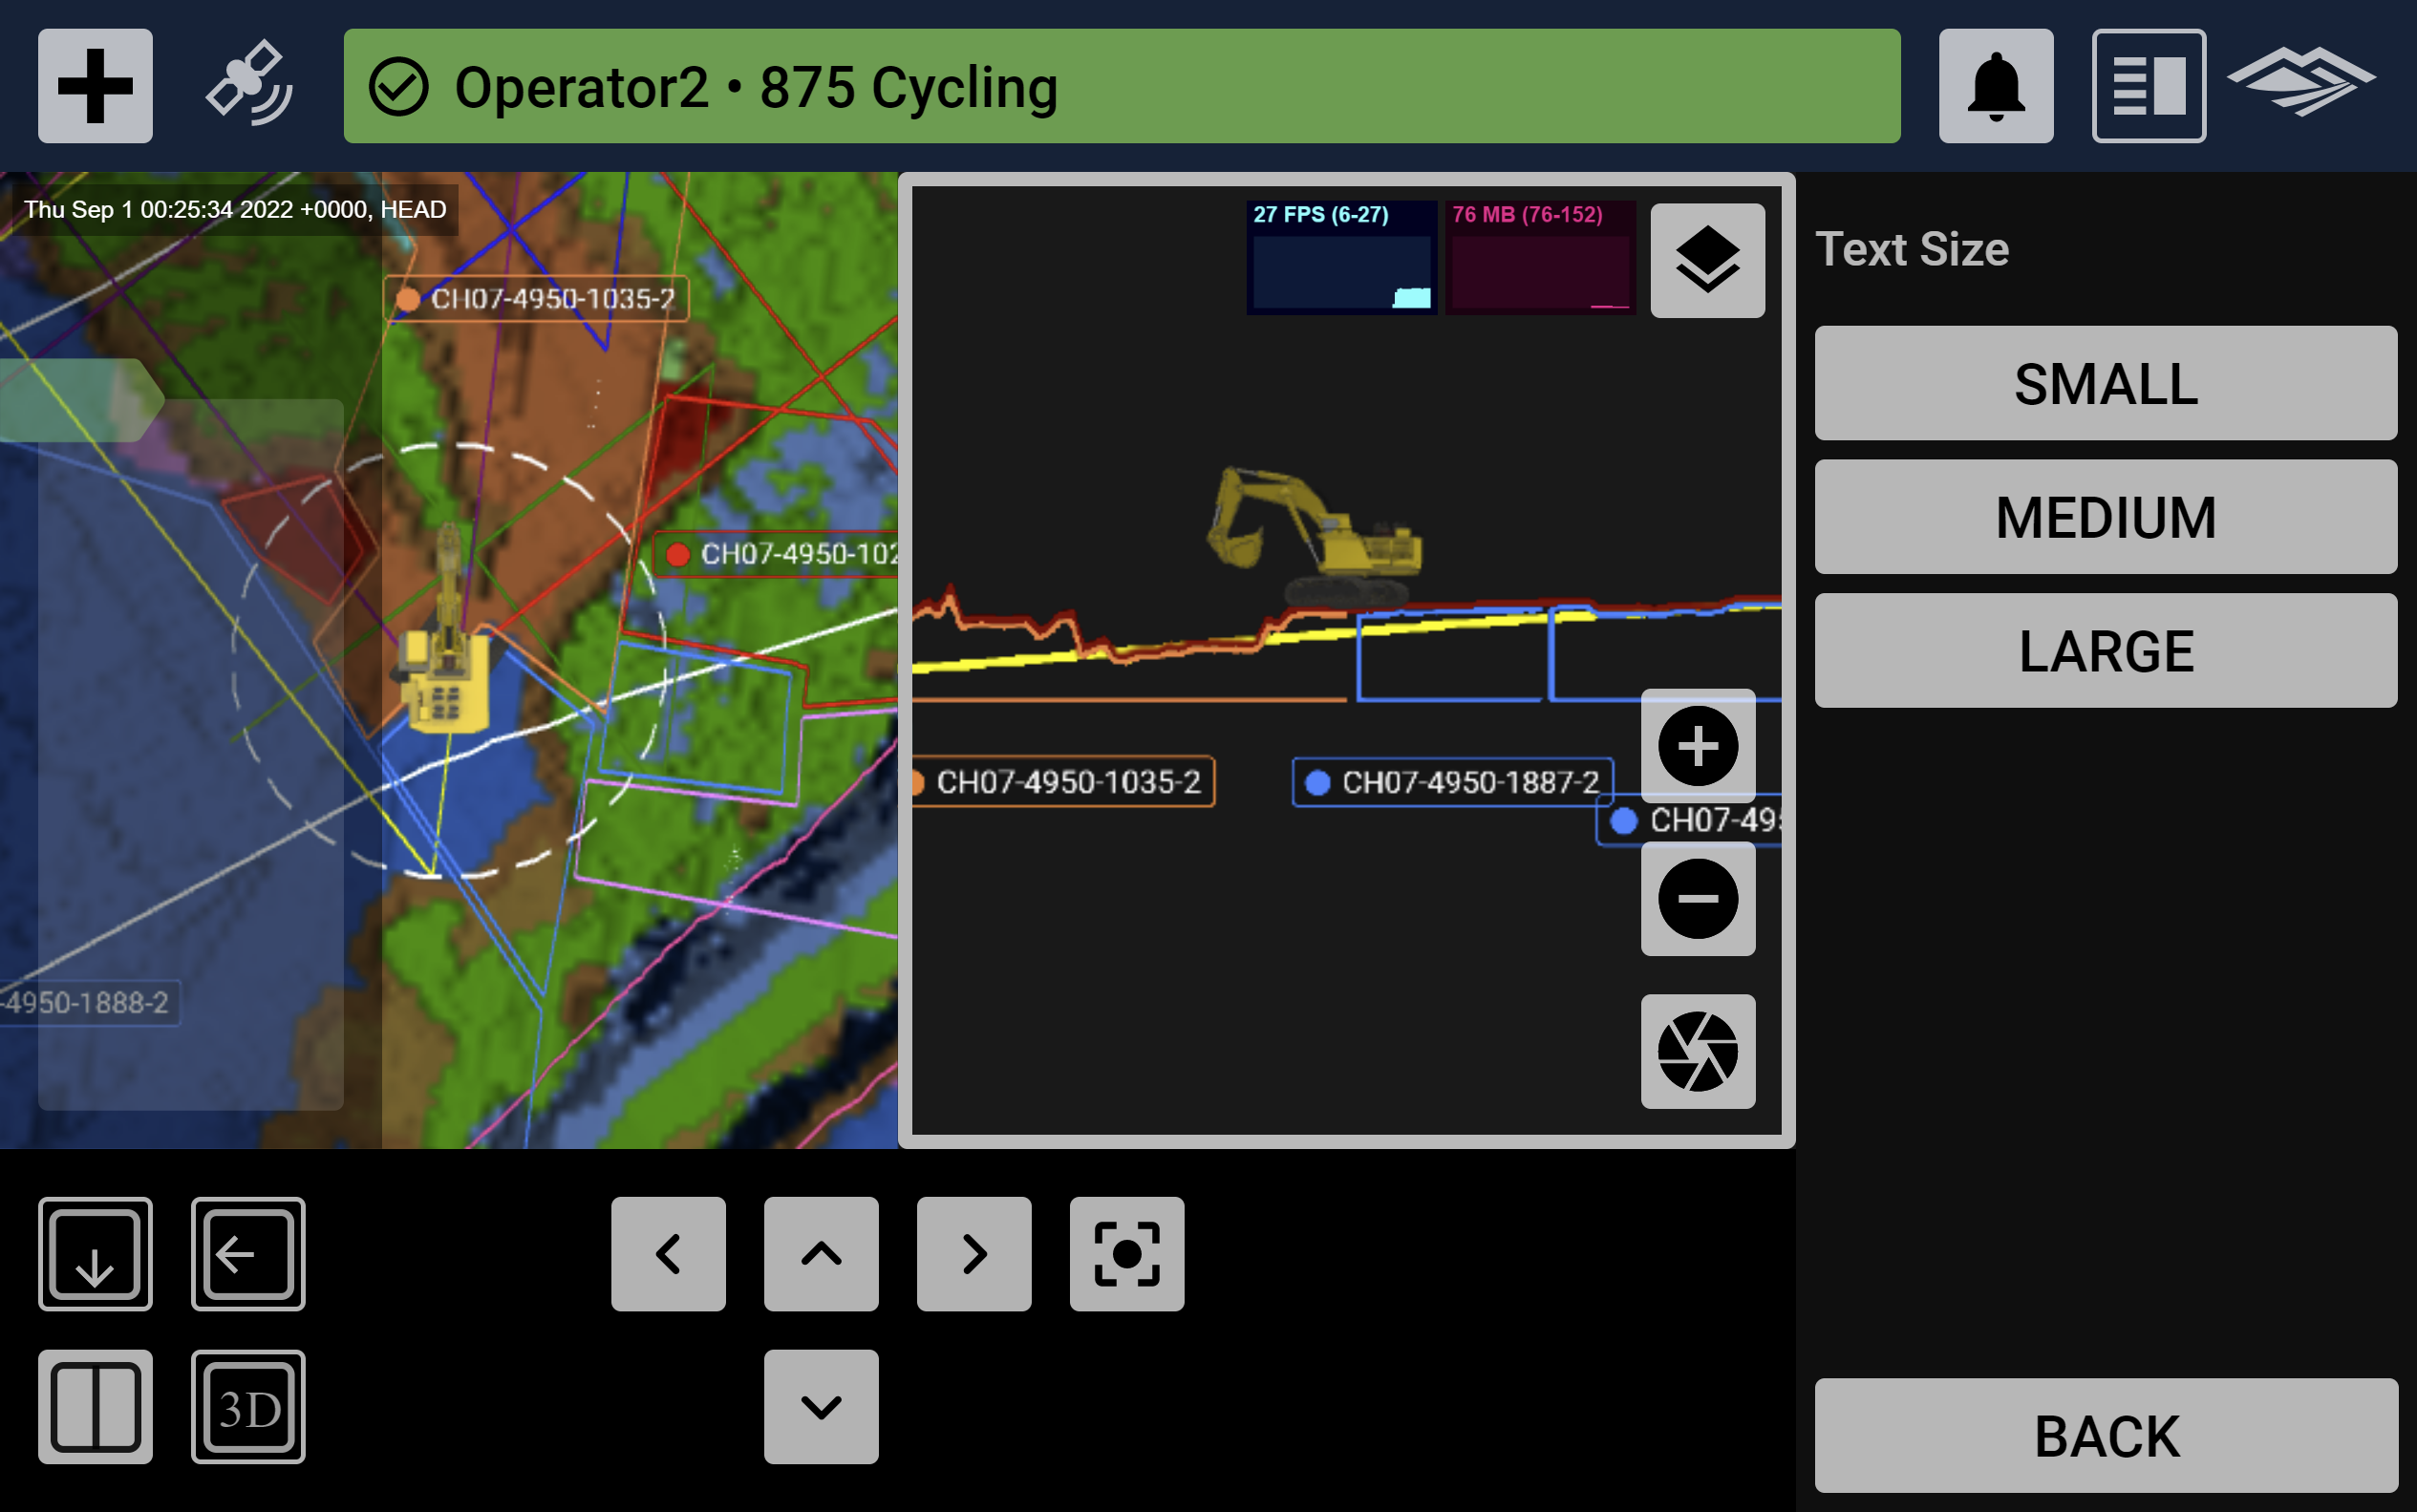 Operator2 • 875 Cycling
Thu Sep 1 00:25:34 2022 +0000, HEAD
CH07-4950-1035-2
CH07-4950-102
-4950-1888-2
27 FPS (6-27)
76 MB (76-152)
CH07-4950-1035-2
CH07-4950-1887-2
CH07-49
Text Size
SMALL
MEDIUM
LARGE
3D
BACK